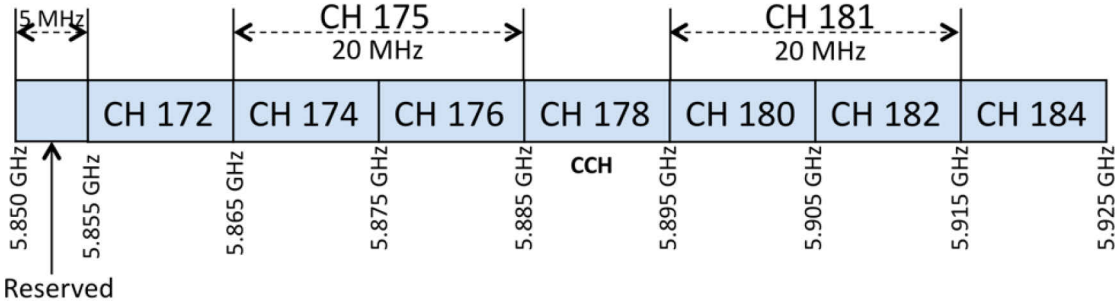 5 MHz
CH 175
20 MHz
CH 181
20 MHz
CH 172
CH 174
CH 176
CH 178
CH 180
CH 182
CH 184
CCH
5.850 GHz
5.855 GHz
5.865 GHz
5.875 GHz
5.885 GHz
5.895 GHz
5.905 GHz
5.915 GHz
5.925 GHz
Reserved